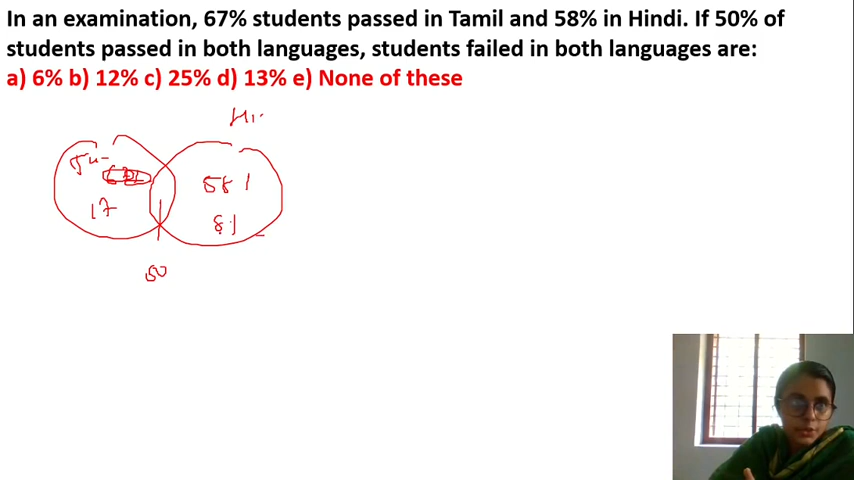 In an examination, 67% students passed in Tamil and 58% in Hindi. If 50% of
students passed in both languages, students failed in both languages are:
a) 6% b) 12% c) 25% d) 13% e) None of these
Hi
58
17
8
50